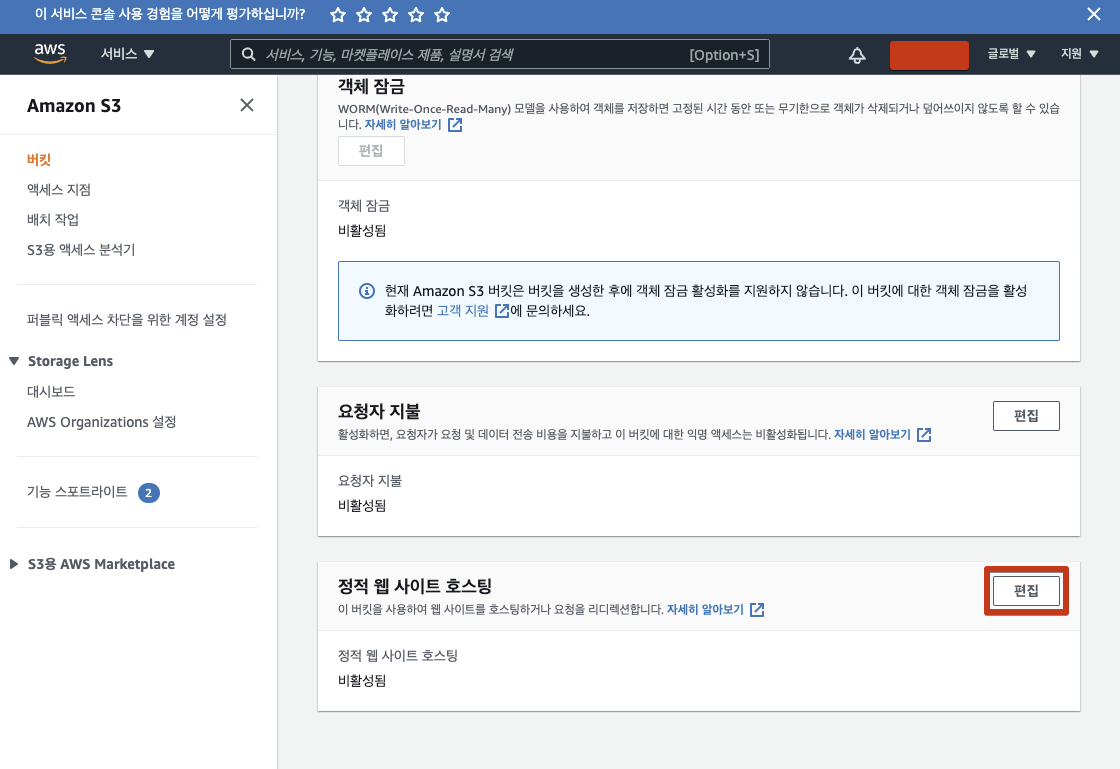 이 서비스 콘솔 사용 경험을 어떻게 평가하십니까?
aws
서비스
서비스, 기능, 마켓플레이스 제품, 설명서 검색
[Option+S]
글로벌
지원
Amazon S3
버킷
액세스 지점
배치 작업
S3용 액세스 분석기
퍼블릭 액세스 차단을 위한 계정 설정
Storage Lens
대시보드
AWS Organizations 설정
기능 스포트라이트 2
S3용 AWS Marketplace
객체 잠금
WORM(Write-Once-Read-Many) 모델을 사용하여 객체를 저장하면 고정된 시간 동안 또는 무기한으로 객체가 삭제되거나 덮어쓰이지 않도록 할 수 있습
니다. 자세히 알아보기
편집
객체 잠금
비활성됨
현재 Amazon S3 버킷은 버킷을 생성한 후에 객체 잠금 활성화를 지원하지 않습니다. 이 버킷에 대한 객체 잠금을 활성
화하려면 고객 지원 에 문의하세요.
요청자 지불
편집
활성화하면, 요청자가 요청 및 데이터 전송 비용을 지불하고 이 버킷에 대한 익명 액세스는 비활성화됩니다. 자세히 알아보기
요청자 지불
비활성됨
정적 웹 사이트 호스팅
편집
이 버킷을 사용하여 웹 사이트를 호스팅하거나 요청을 리디렉션합니다. 자세히 알아보기
정적 웹 사이트 호스팅
비활성됨